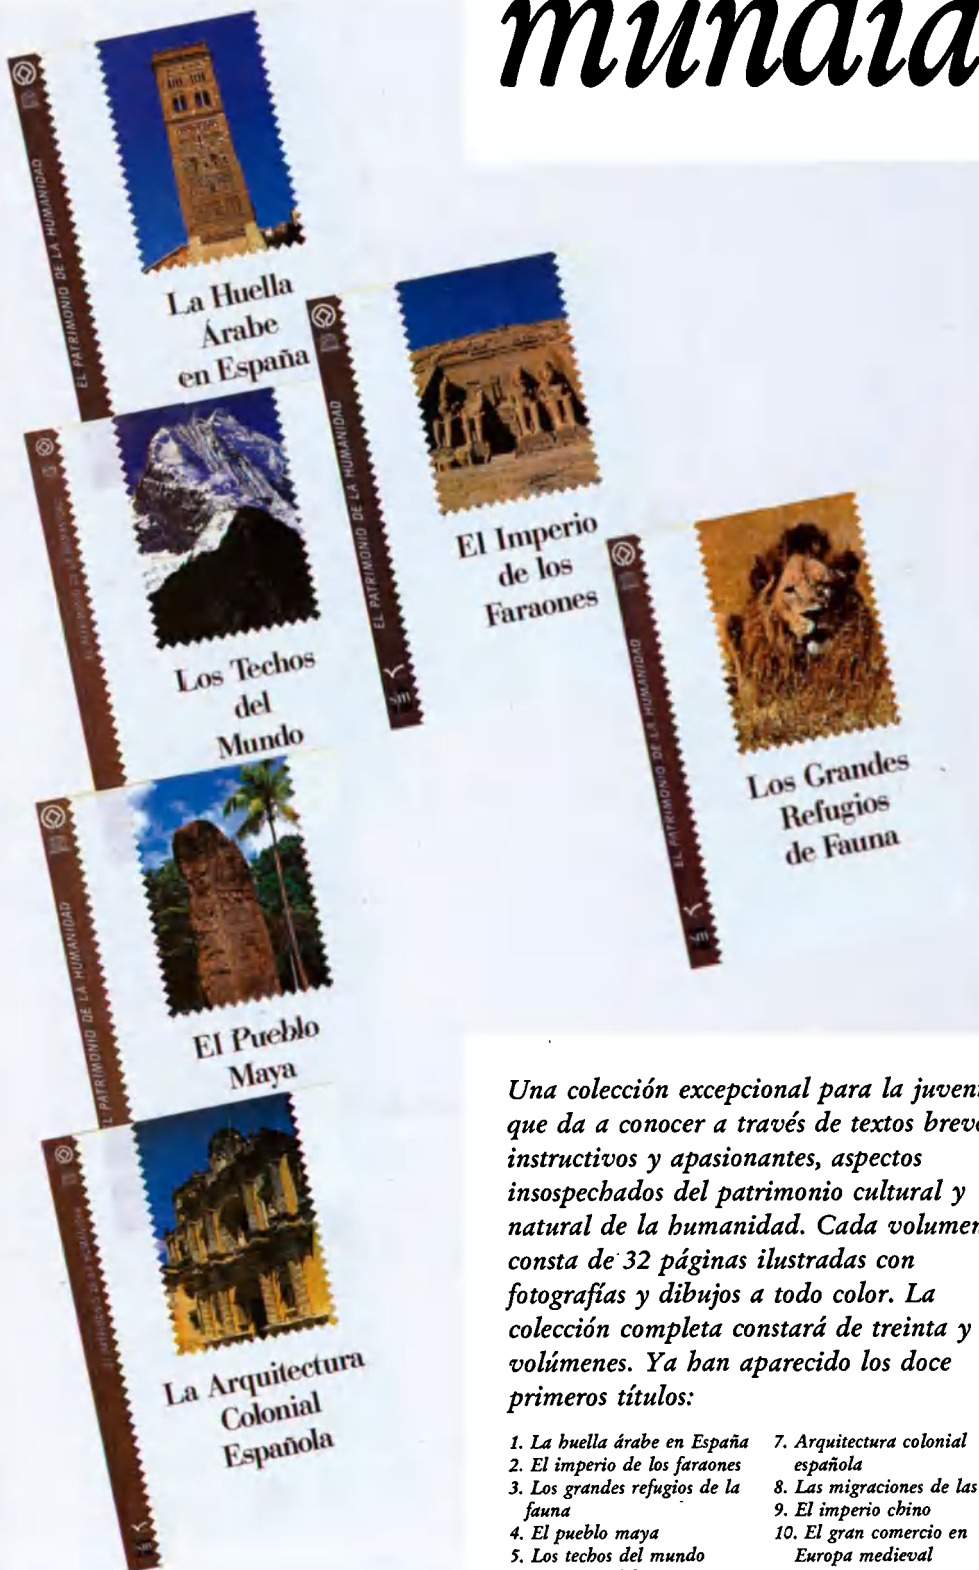 mundia
EL PATRIMONIO DE LA HUMANIDAD
La Huella
Árabe
en España
EL PATRIMONIO DE LA HUMANIDAD
sm
El Imperio
de los
Faraones
Los Techos
del
Mundo
EL PATRIMONIO DE LA HUMANIDAD
sm
Los Grandes
Refugios
de Fauna
EL PATRIMONIO DE LA HUMANIDAD
El Pueblo
Maya
sm
La Arquitectura
Colonial
Española
Una colección excepcional para la juven
que da a conocer a través de textos brev
instructivos y apasionantes, aspectos
insospechados del patrimonio cultural y
natural de la humanidad. Cada volumen
consta de 32 páginas ilustradas con
fotografías y dibujos a todo color. La
colección completa constará de treinta y
volúmenes. Ya han aparecido los doce
primeros títulos:
1. La huella árabe en España
2. El imperio de los faraones
3. Los grandes refugios de la
fauna
4. El pueblo maya
5. Los techos del mundo
7. Arquitectura colonial
española
8. Las migraciones de las
9. El imperio chino
10. El gran comercio en
Europa medieval